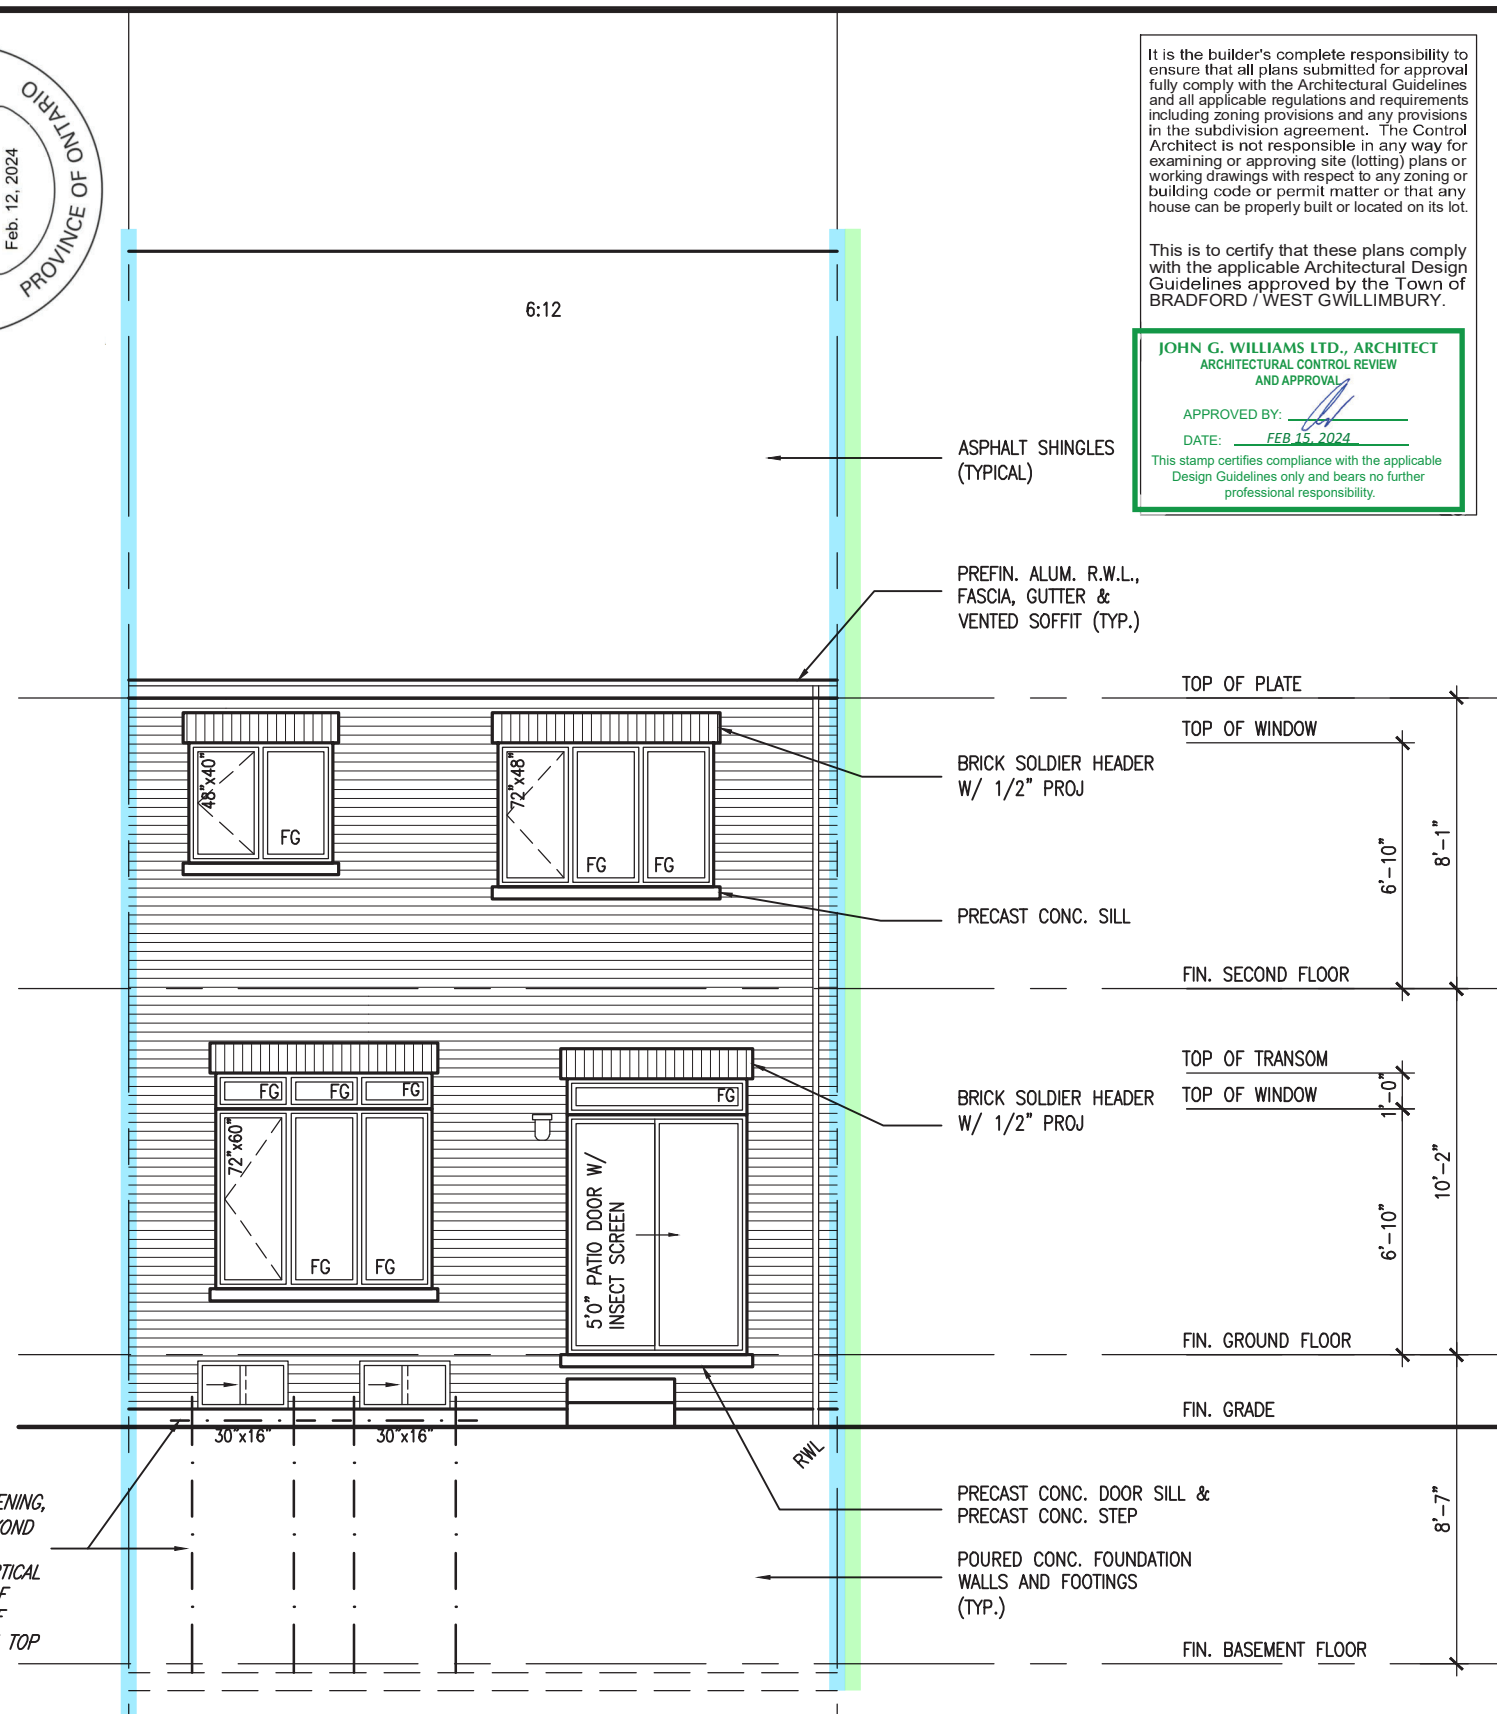 PROVINCE OF ONTARIO
Feb. 12, 2024
It is the builder's complete responsibility to
ensure that all plans submitted for approval
fully comply with the Architectural Guidelines
and all applicable regulations and requirements
including zoning provisions and any provisions
in the subdivision agreement. The Control
Architect is not responsible in any way for
examining or approving site (lotting) plans or
working drawings with respect to any zoning or
building code or permit matter or that any
house can be properly built or located on its lot.
This is to certify that these plans comply
with the applicable Architectural Design
Guidelines approved by the Town of
BRADFORD / WEST GWILLIMBURY.
JOHN G. WILLIAMS LTD., ARCHITECT
ARCHITECTURAL CONTROL REVIEW
AND APPROVAL
APPROVED BY:
DATE: FEB 15, 2024
This stamp certifies compliance with the applicable
Design Guidelines only and bears no further
professional responsibility.
6:12
ASPHALT SHINGLES
(TYPICAL)
PREFIN. ALUM. R.W.L.,
FASCIA, GUTTER &
VENTED SOFFIT (TYP.)
TOP OF PLATE
TOP OF WINDOW
BRICK SOLDIER HEADER
W/ 1/2" PROJ
48"x40"
FG
72"x48"
FG
FG
6'-10"
8'-1"
PRECAST CONC. SILL
FIN. SECOND FLOOR
TOP OF TRANSOM
TOP OF WINDOW
1'-0"
BRICK SOLDIER HEADER
W/ 1/2" PROJ
FG
FG
FG
FG
72"x60"
FG
FG
5'0" PATIO DOOR W/
INSECT SCREEN
6'-10"
10'-2"
FIN. GROUND FLOOR
FIN. GRADE
30"x16"
30"x16"
RWL
PRECAST CONC. DOOR SILL &
PRECAST CONC. STEP
POURED CONC. FOUNDATION
WALLS AND FOOTINGS
(TYP.)
8'-7"
FIN. BASEMENT FLOOR
TOP